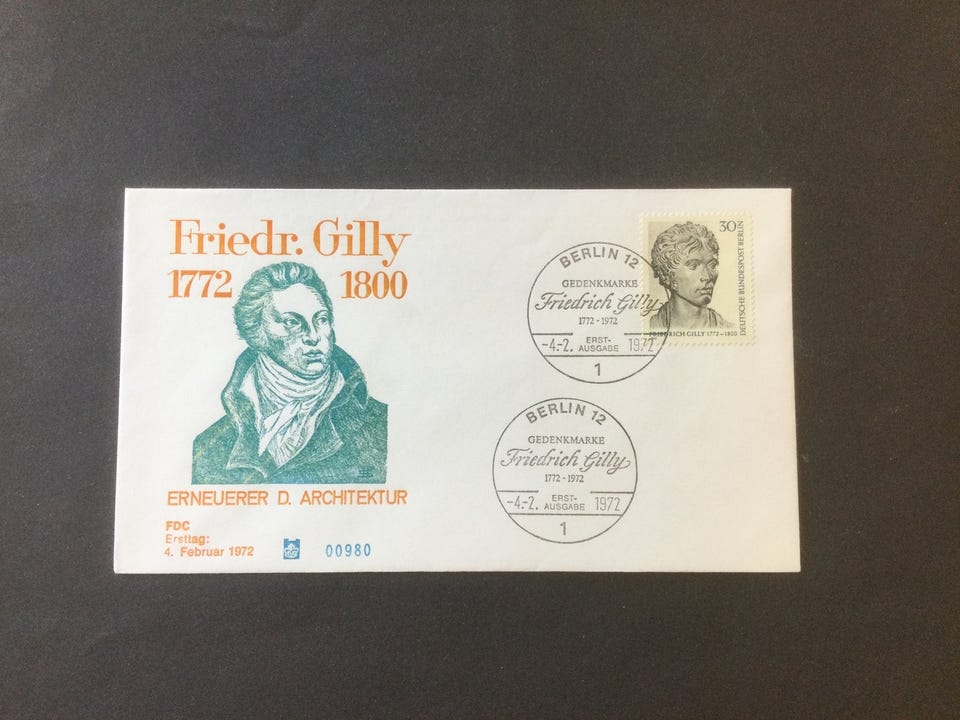 Friedr. Gilly
1772 1800
ERNEUERER D. ARCHITEKTUR
FDC
Ersttag:
4. Februar 1972
00980
BERLIN 12
GEDENKMARKE
Friedrich Gilly
1772-1972
-4.-2. ERST-AUSGABE 1972
1
30
DEUTSCHE BUNDESPOST BERLIN
FRIEDRICH GILLY 1772-1800
BERLIN 12
GEDENKMARKE
Friedrich Gilly
1772-1972
-4.-2. ERST-AUSGABE 1972
1